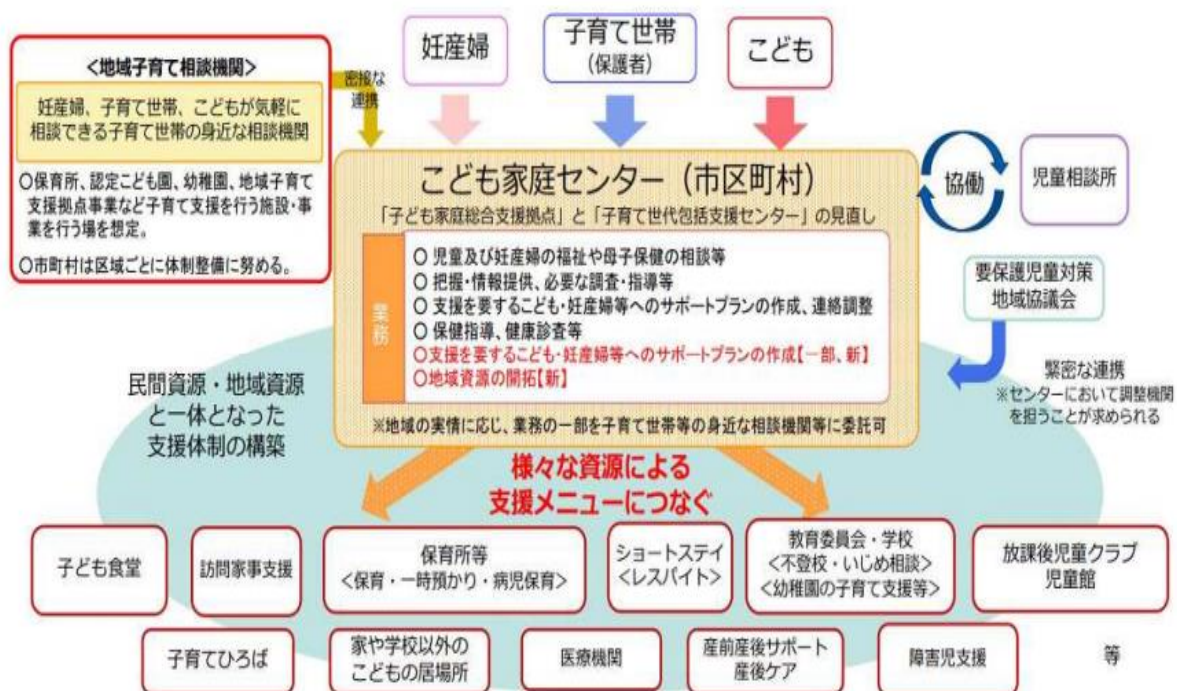 <地域子育て相談機関>
妊産婦、子育て世帯、こどもが気軽に
相談できる子育て世帯の身近な相談機関
○保育所、認定こども園、幼稚園、地域子育て
支援拠点事業など子育て支援を行う施設・事
業を行う場を想定。
○市町村は区域ごとに体制整備に努める。
密接な
連携
妊産婦
子育て世帯
(保護者)
こども
こども家庭センター(市区町村)
「子ども家庭総合支援拠点」と「子育て世代包括支援センター」の見直し
業務
○ 児童及び妊産婦の福祉や母子保健の相談等
○ 把握・情報提供、必要な調査・指導等
○ 支援を要するこども・妊産婦等へのサポートプランの作成、連絡調整
○ 保健指導、健康診査等
○支援を要するこども・妊産婦等へのサポートプランの作成【一部、新】
○地域資源の開拓【新】
※地域の実情に応じ、業務の一部を子育て世帯等の身近な相談機関等に委託可
協働
児童相談所
要保護児童対策
地域協議会
緊密な連携
※センターにおいて調整機関
を担うことが求められる
民間資源・地域資源
と一体となった
支援体制の構築
様々な資源による
支援メニューにつなぐ
子ども食堂
訪問家事支援
保育所等
<保育・一時預かり・病児保育>
ショートステイ
<レスパイト>
教育委員会・学校
<不登校・いじめ相談>
<幼稚園の子育て支援等>
放課後児童クラブ
児童館
子育てひろば
家や学校以外の
こどもの居場所
医療機関
産前産後サポート
産後ケア
障害児支援
等